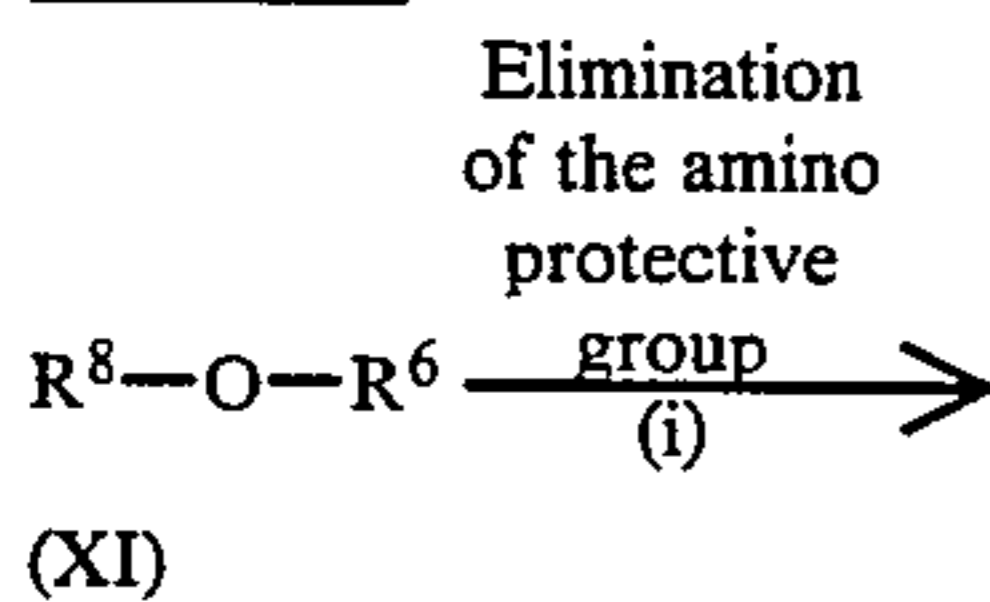 Elimination
of the amino
protective
group
R⁸—O—R⁶
(i)
(XI)